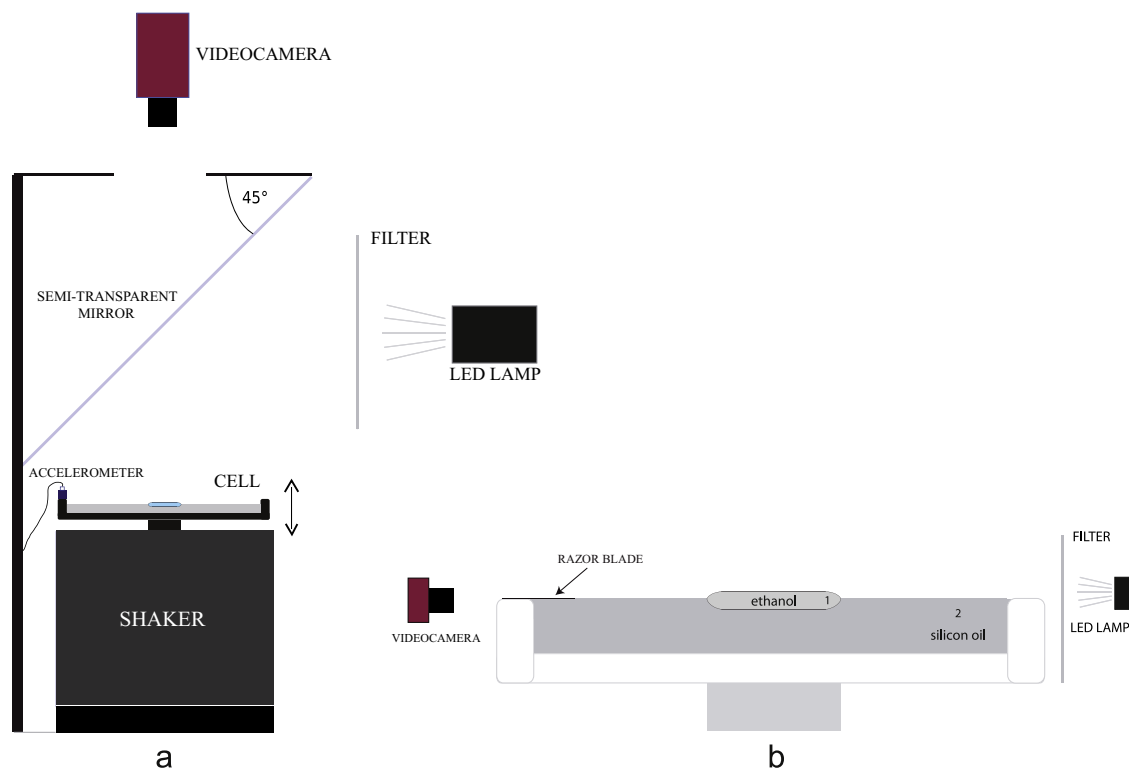 VIDEOCAMERA
45°
FILTER
SEMI-TRANSPARENT
MIRROR
LED LAMP
ACCELEROMETER
CELL
SHAKER
a
FILTER
RAZOR BLADE
ethanol 1
2
silicon oil
VIDEOCAMERA
LED LAMP
b